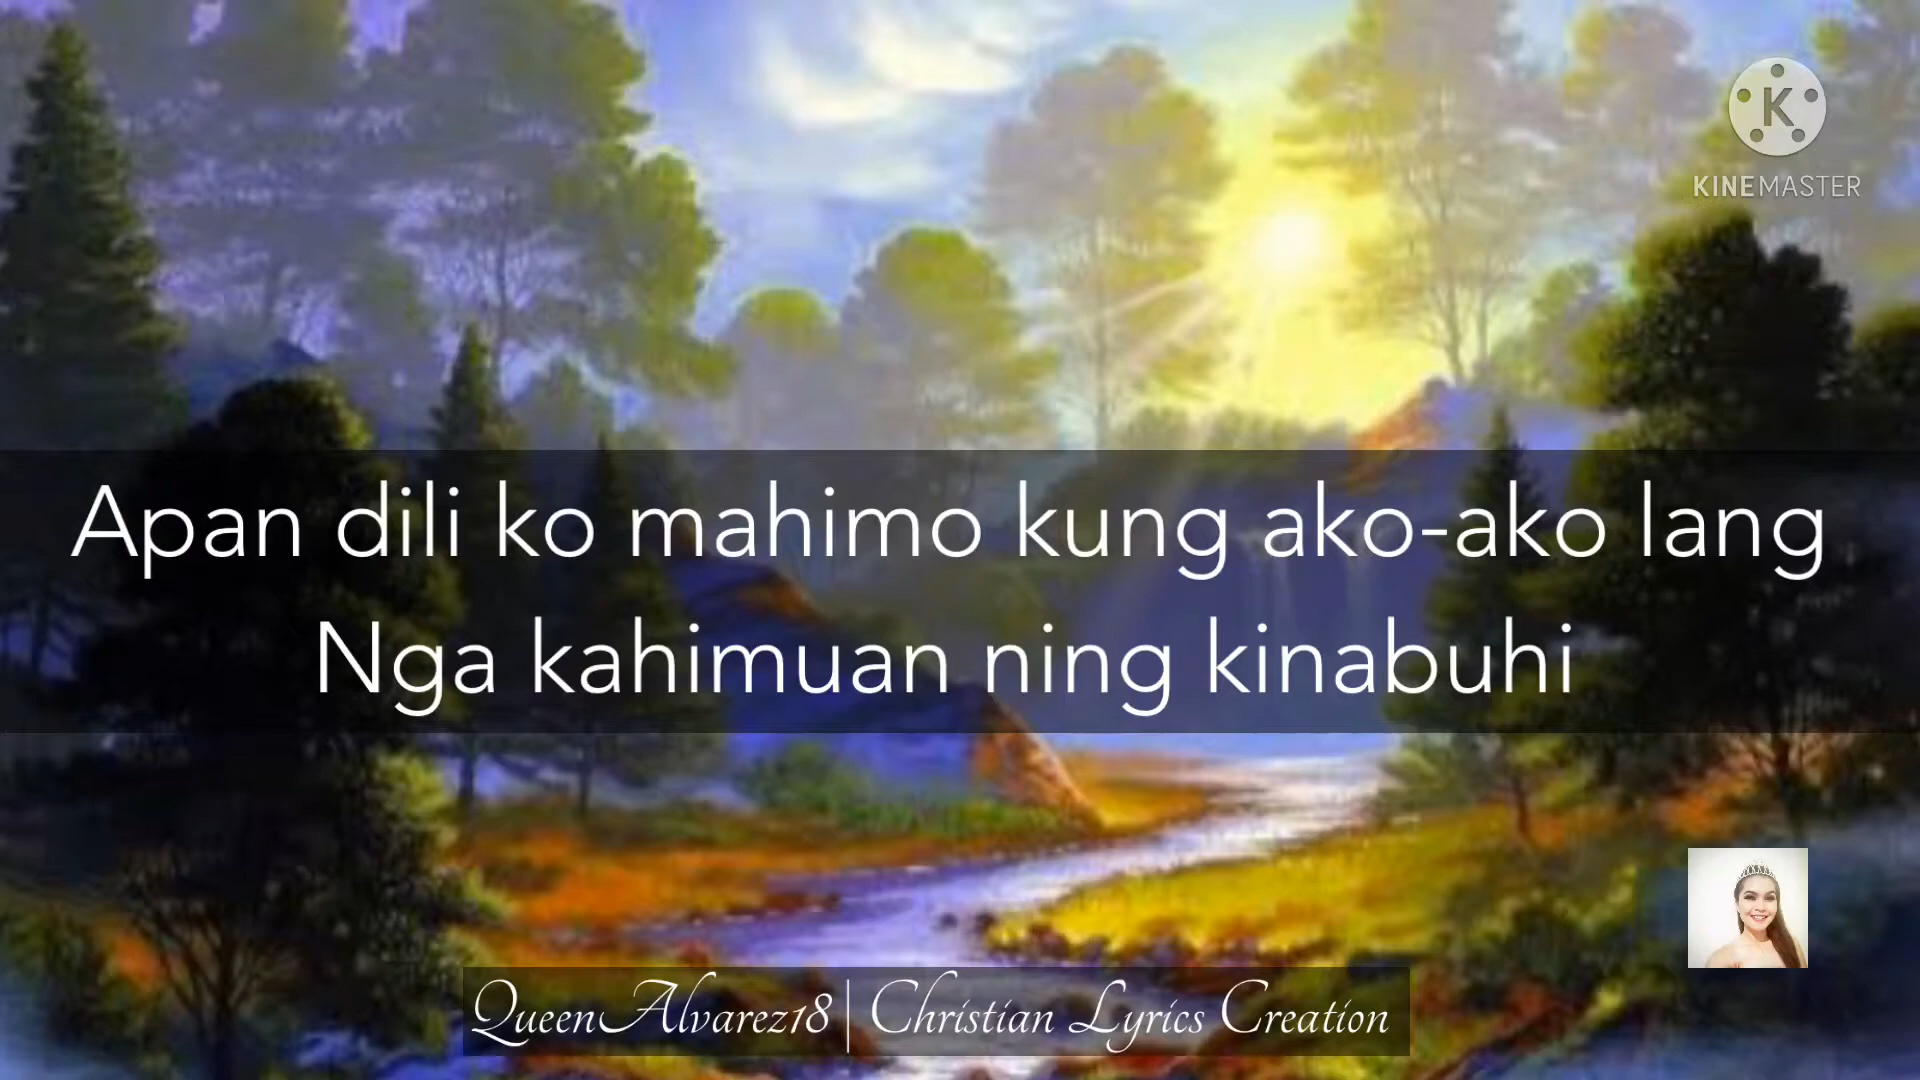 K
KINEMASTER
Apan dili ko mahimo kung ako-ako lang
Nga kahimuan ning kinabuhi
QueenAlvarez18 | Christian Lyrics Creation